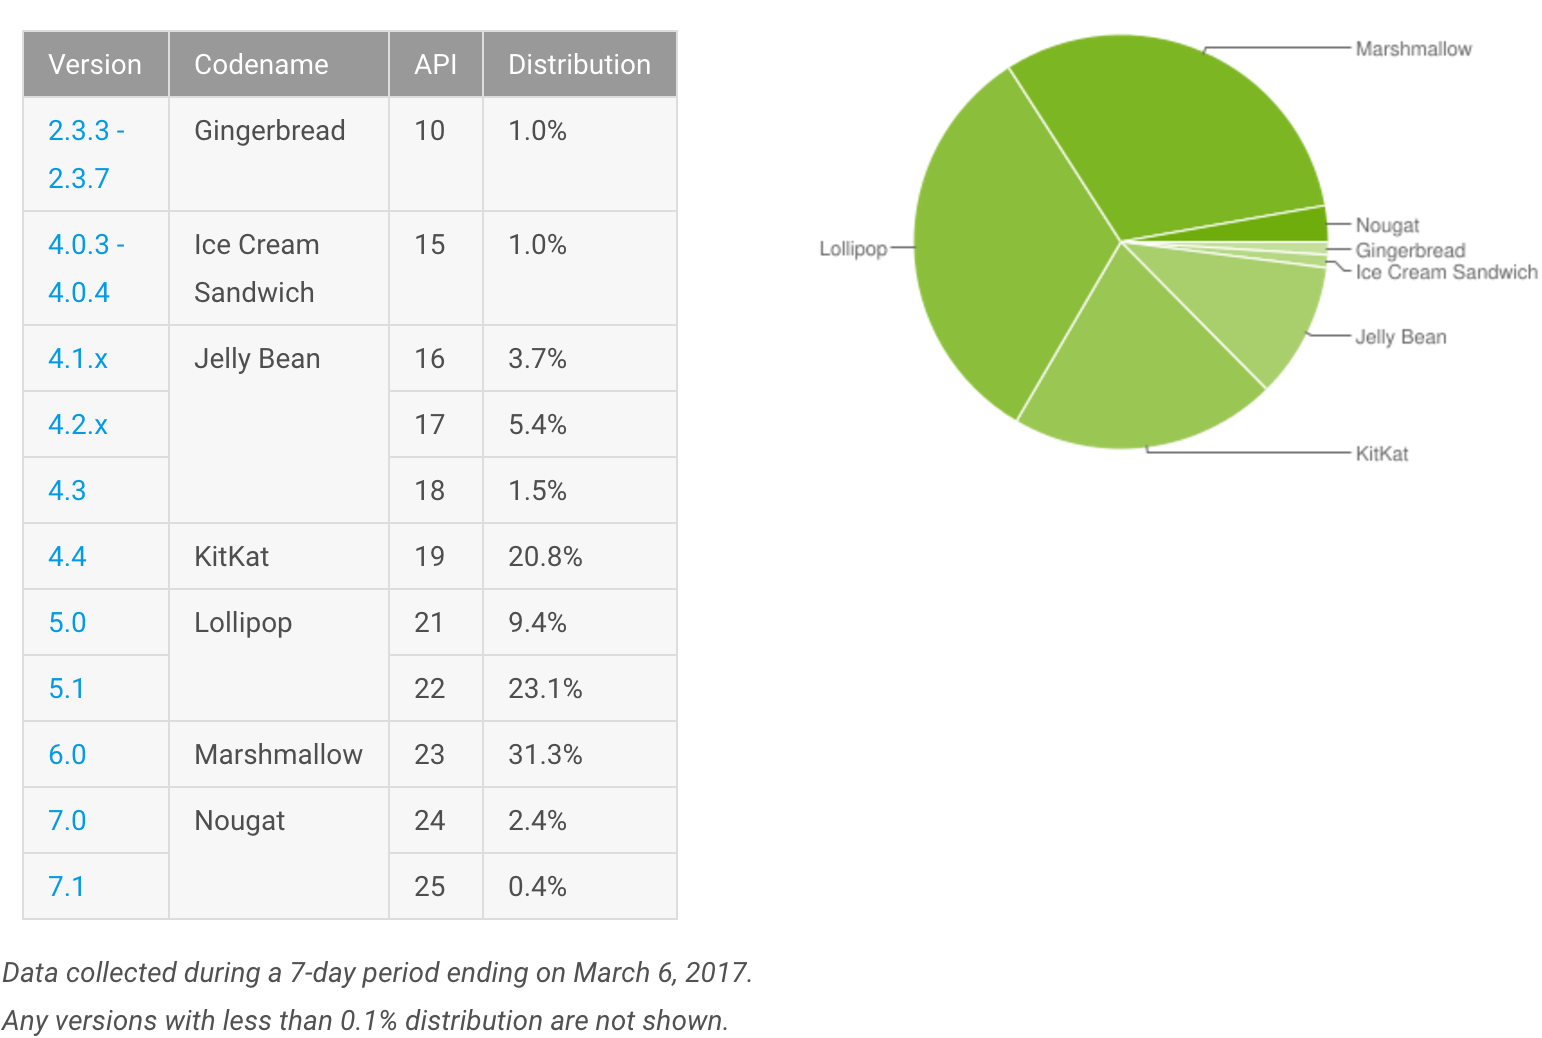 Version Codename API Distribution
2.3.3 - Gingerbread 10 1.0%
2.3.7
4.0.3 - Ice Cream 15 1.0%
4.0.4 Sandwich
4.1.x Jelly Bean 16 3.7%
4.2.x 17 5.4%
4.3 18 1.5%
4.4 KitKat 19 20.8%
5.0 Lollipop 21 9.4%
5.1 22 23.1%
6.0 Marshmallow 23 31.3%
7.0 Nougat 24 2.4%
7.1 25 0.4%
Data collected during a 7-day period ending on March 6, 2017.
Any versions with less than 0.1% distribution are not shown.
Marshmallow
Nougat
Lollipop
Gingerbread
Ice Cream Sandwich
Jelly Bean
KitKat